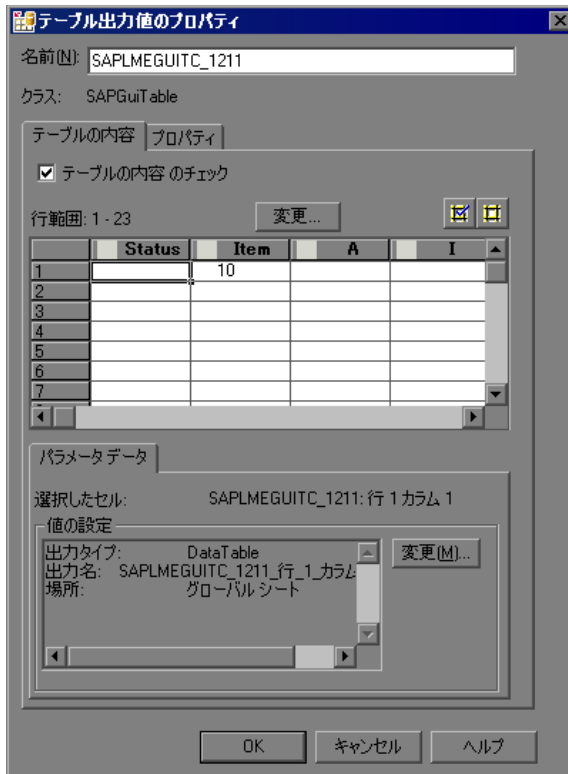 テーブル出力値のプロパティ
名前(N): SAPLMEGUITC_1211
クラス: SAPGuiTable
テーブルの内容 プロパティ
テーブルの内容 のチェック
行範囲: 1 - 23 変更...
Status Item A I
1 10
2
3
4
5
6
7
パラメータ データ
選択したセル: SAPLMEGUITC_1211: 行 1 カラム 1
値の設定
出力タイプ: DataTable
出力名: SAPLMEGUITC_1211_行_1_カラム
場所: グローバル シート
変更(M)...
OK キャンセル ヘルプ